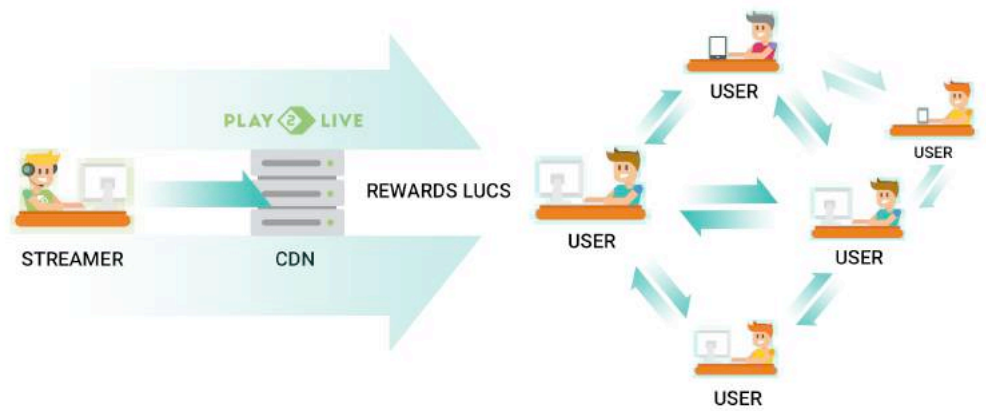 USER
PLAY 2 LIVE
USER
REWARDS LUCS
USER
STREAMER
CDN
USER
USER